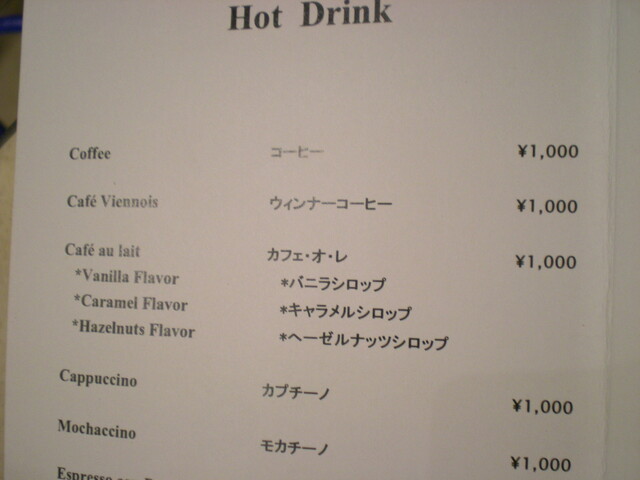 Hot Drink
Coffee コーヒー ¥1,000
Café Viennois ウィンナーコーヒー ¥1,000
Café au lait カフェ・オ・レ ¥1,000
*Vanilla Flavor *バニラシロップ
*Caramel Flavor *キャラメルシロップ
*Hazelnuts Flavor *ヘーゼルナッツシロップ
Cappuccino カプチーノ ¥1,000
Mochaccino モカチーノ ¥1,000
Espresso